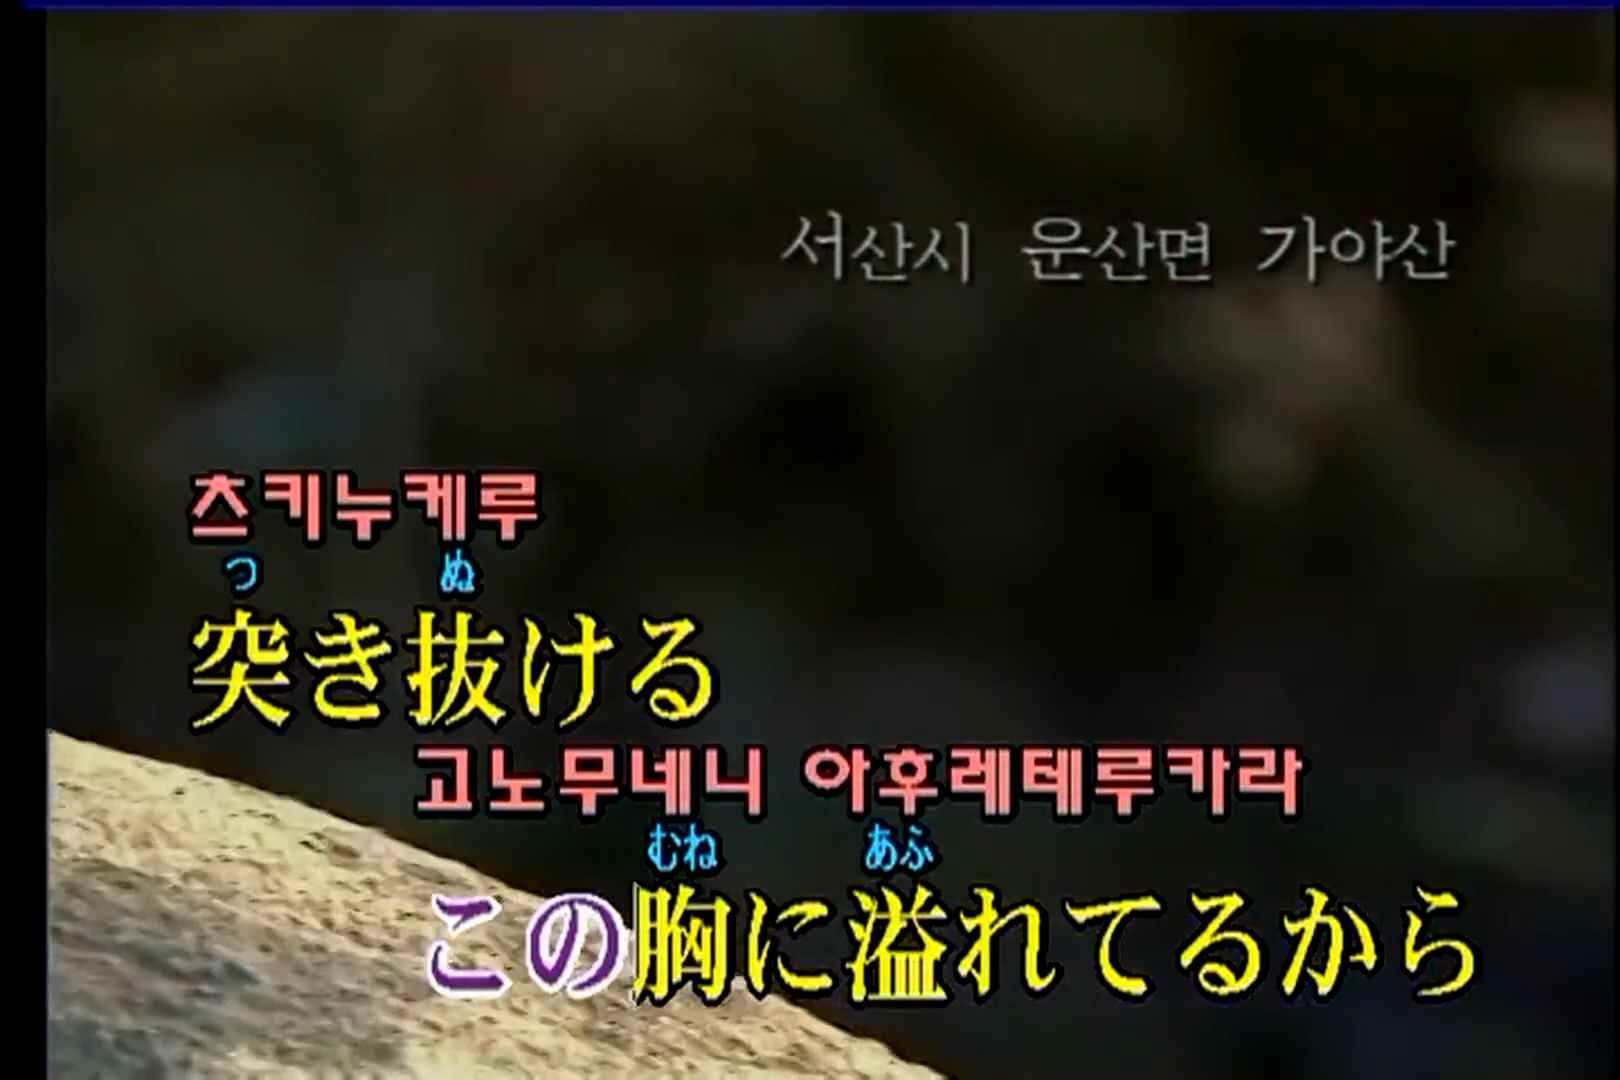 서산시 운산면 가야산
츠키누케루
つ ぬ
突き抜ける
고노무네니 아후레테루카라
むね あふ
この胸に溢れてるから